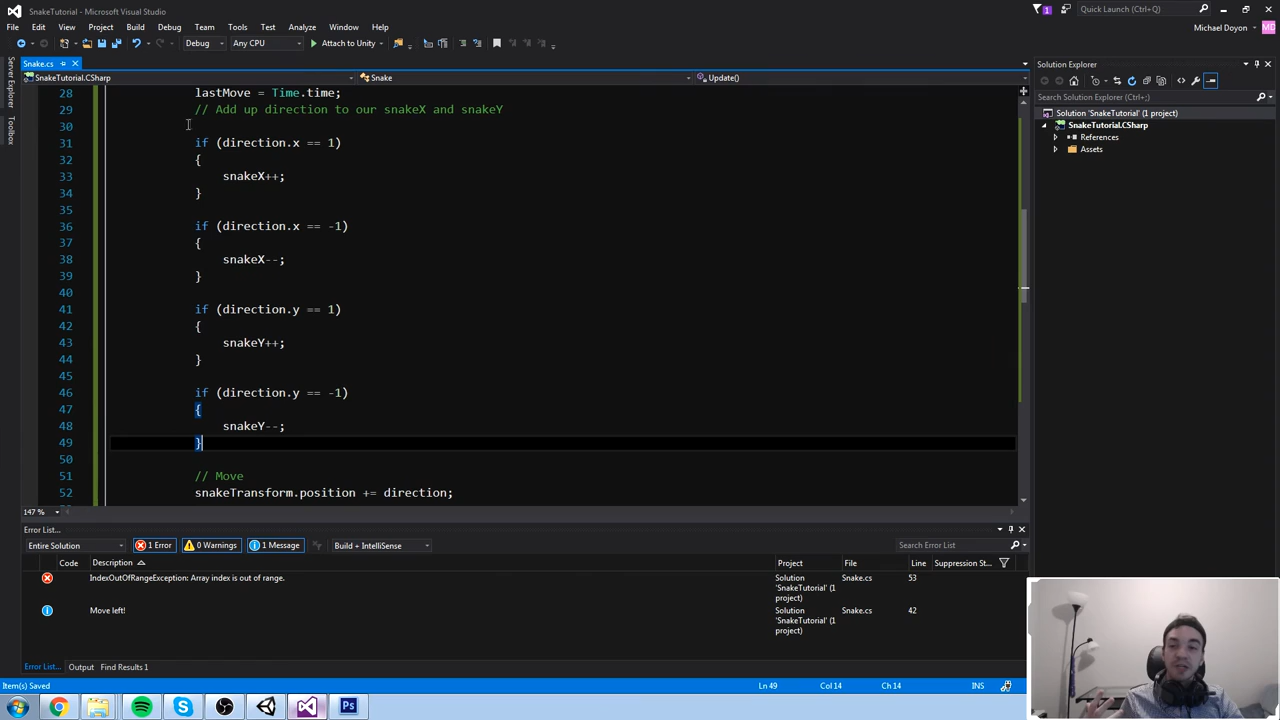 SnakeTutorial - Microsoft Visual Studio
1
Quick Launch (Ctrl+Q)
File Edit View Project Build Debug Team Tools Test Analyze Window Help
Michael Doyon
MD
Debug Any CPU Attach to Unity
Server Explorer
Toolbox
Snake.cs
Solution Explorer
SnakeTutorial.CSharp Snake Update()
Search Solution Explorer (Ctrl+;)
Solution 'SnakeTutorial' (1 project)
SnakeTutorial.CSharp
References
Assets
28 lastMove = Time.time;
29 // Add up direction to our snakeX and snakeY
30
31 if (direction.x == 1)
32 {
33 snakeX++;
34 }
35
36 if (direction.x == -1)
37 {
38 snakeX--;
39 }
40
41 if (direction.y == 1)
42 {
43 snakeY++;
44 }
45
46 if (direction.y == -1)
47 {
48 snakeY--;
49 }
50
51 // Move
52 snakeTransform.position += direction;
147 %
Error List...
Entire Solution 1 Error 0 Warnings 1 Message Build + IntelliSense
Search Error List
Code Description Project File Line Suppression St...
IndexOutOfRangeException: Array index is out of range. Solution 'SnakeTutorial' (1 project) Snake.cs 53
Move left! Solution 'SnakeTutorial' (1 project) Snake.cs 42
Error List... Output Find Results 1
Item(s) Saved Ln 49 Col 14 Ch 14 INS
Ps